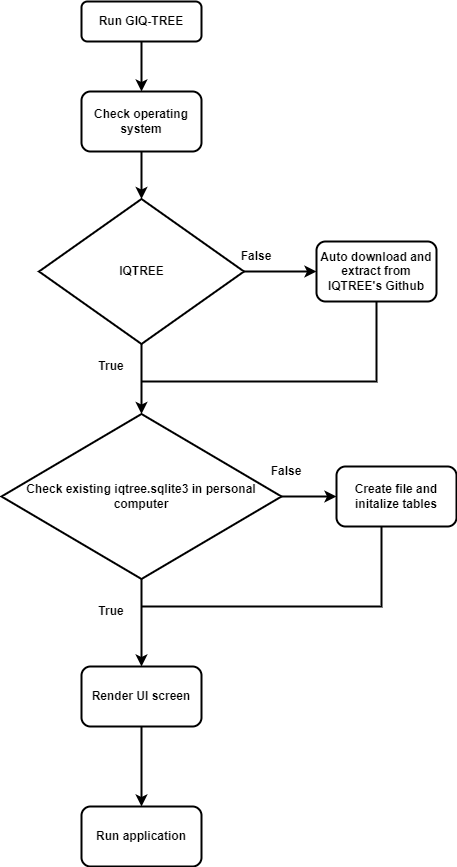 Run GIQ-TREE
Check operating
system
IQTREE
False
Auto download and
extract from
IQTREE's Github
True
Check existing iqtree.sqlite3 in personal
computer
False
Create file and
initalize tables
True
Render UI screen
Run application